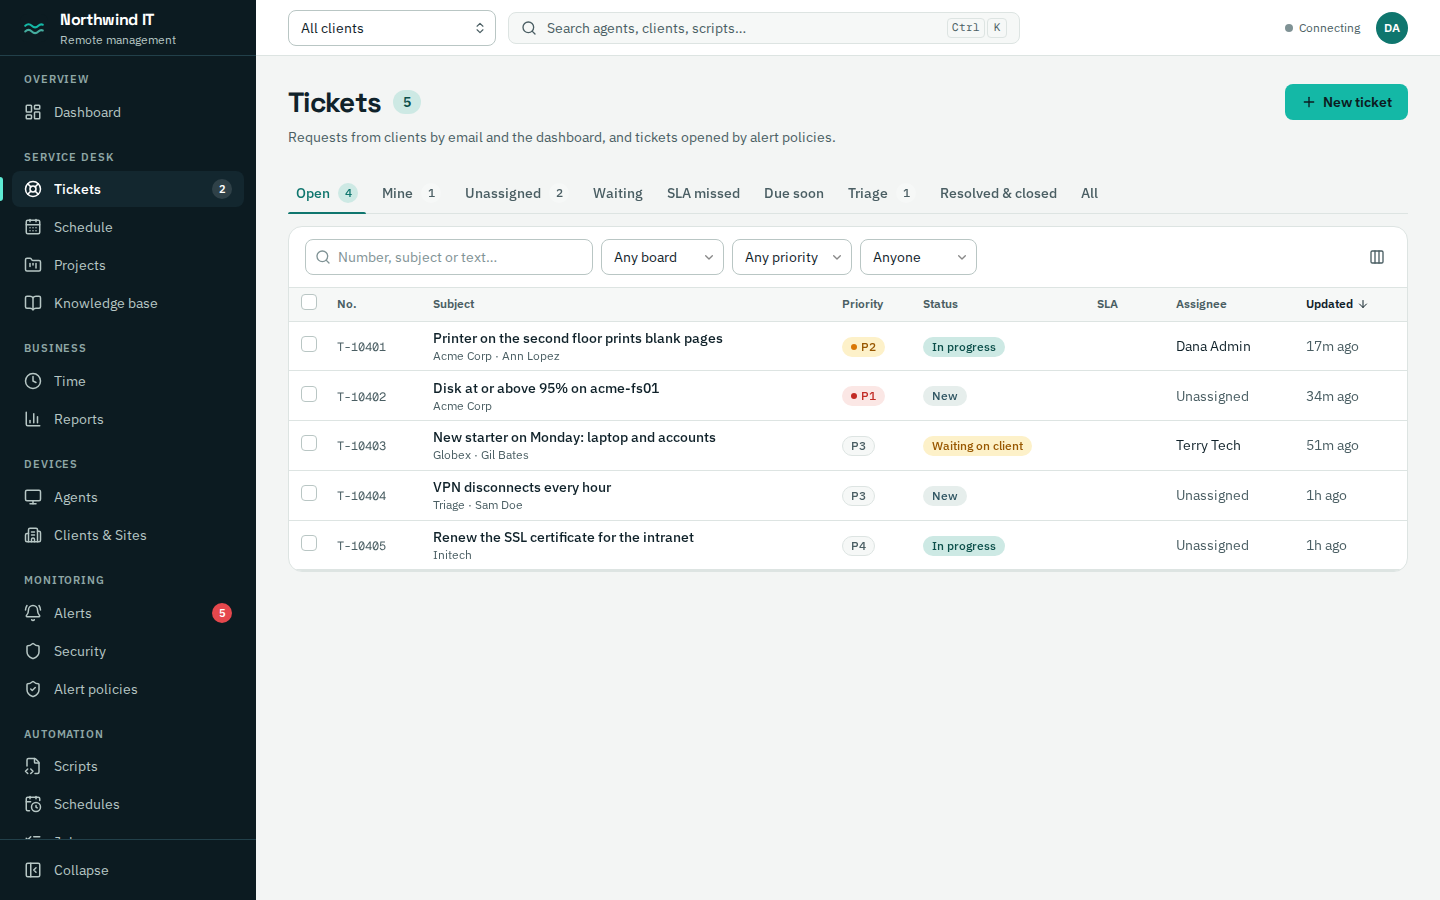 Northwind IT
Remote management
OVERVIEW
Dashboard
SERVICE DESK
Tickets 2
Schedule
Projects
Knowledge base
BUSINESS
Time
Reports
DEVICES
Agents
Clients & Sites
MONITORING
Alerts 5
Security
Alert policies
AUTOMATION
Scripts
Schedules
Collapse
All clients
Search agents, clients, scripts... Ctrl K
Connecting
DA
Tickets 5
New ticket
Requests from clients by email and the dashboard, and tickets opened by alert policies.
Open 4 Mine 1 Unassigned 2 Waiting SLA missed Due soon Triage 1 Resolved & closed All
Number, subject or text... Any board Any priority Anyone
No. Subject Priority Status SLA Assignee Updated
T-10401 Printer on the second floor prints blank pages P2 In progress Dana Admin 17m ago
Acme Corp · Ann Lopez
T-10402 Disk at or above 95% on acme-fs01 P1 New Unassigned 34m ago
Acme Corp
T-10403 New starter on Monday: laptop and accounts P3 Waiting on client Terry Tech 51m ago
Globex · Gil Bates
T-10404 VPN disconnects every hour P3 New Unassigned 1h ago
Triage · Sam Doe
T-10405 Renew the SSL certificate for the intranet P4 In progress Unassigned 1h ago
Initech